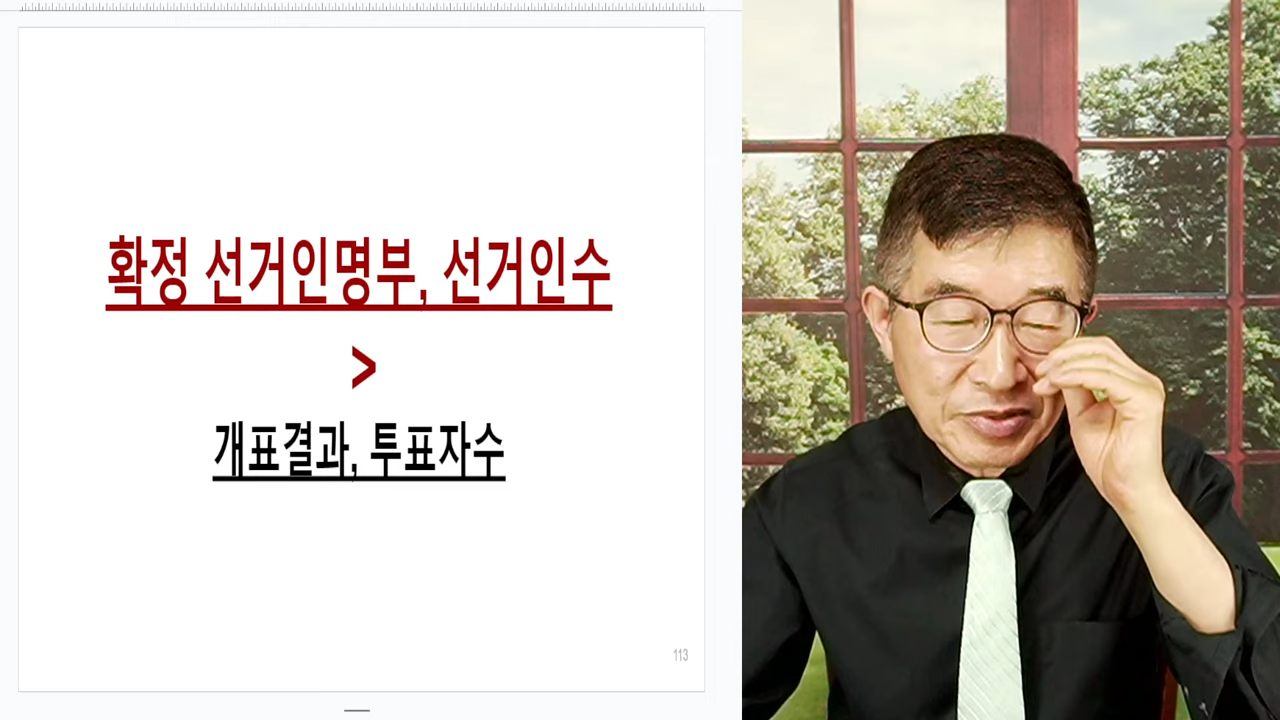 확정 선거인명부, 선거인수
>
개표결과, 투표자수
113